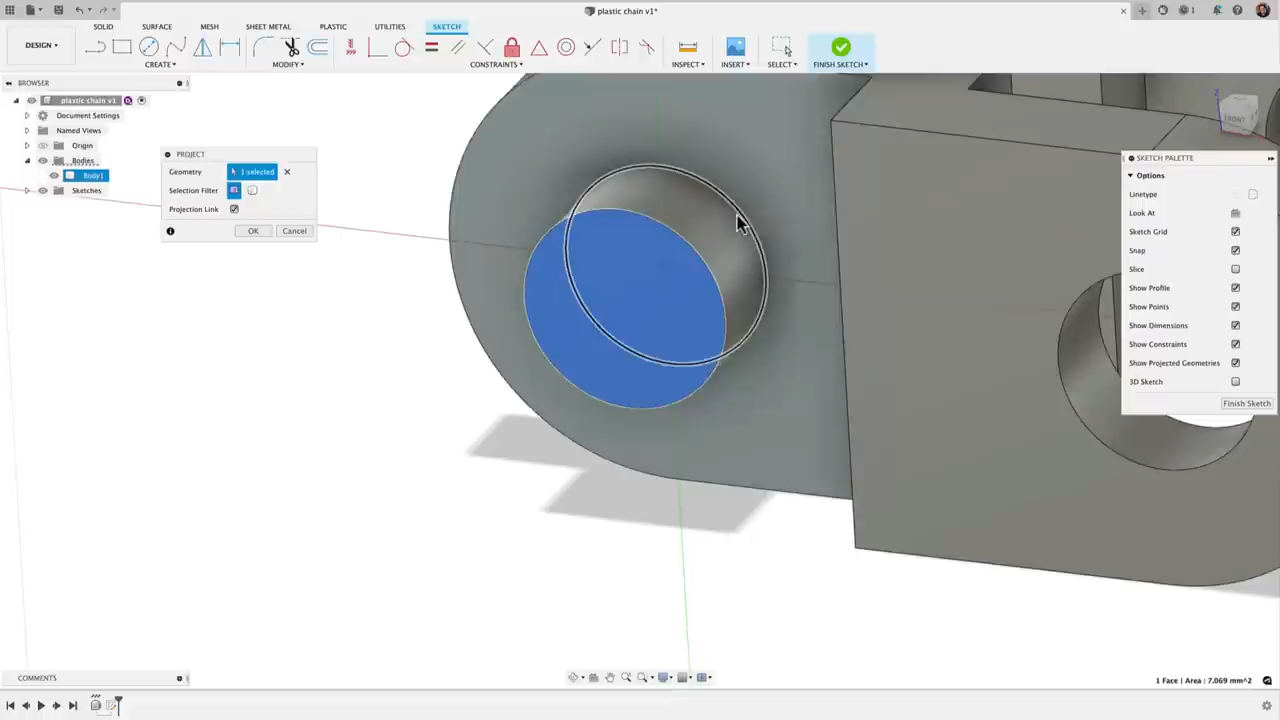 plastic chain v1*
1
SOLID SURFACE MESH SHEET METAL PLASTIC UTILITIES SKETCH
DESIGN
CREATE MODIFY CONSTRAINTS INSPECT INSERT SELECT FINISH SKETCH
BROWSER
plastic chain v1
Document Settings
Named Views
Origin
Bodies
Body1
Sketches
PROJECT
Geometry 1 selected
Selection Filter
Projection Link
OK Cancel
Z
FRONT
SKETCH PALETTE
Options
Linetype
Look At
Sketch Grid
Snap
Slice
Show Profile
Show Points
Show Dimensions
Show Constraints
Show Projected Geometries
3D Sketch
Finish Sketch
COMMENTS
1 Face | Area : 7.069 mm^2